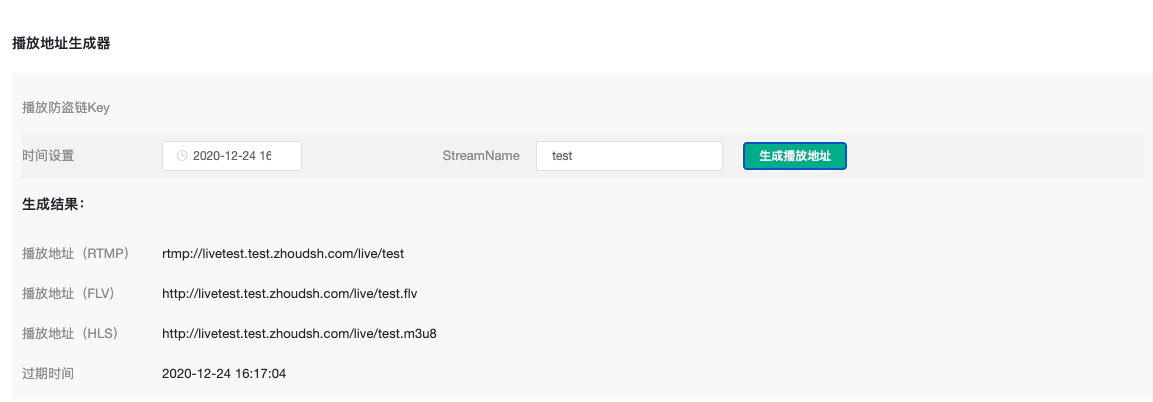 播放地址生成器
播放防盗链Key
时间设置 2020-12-24 16 StreamName test 生成播放地址
生成结果：
播放地址（RTMP） rtmp://livetest.test.zhoudsh.com/live/test
播放地址（FLV） http://livetest.test.zhoudsh.com/live/test.flv
播放地址（HLS） http://livetest.test.zhoudsh.com/live/test.m3u8
过期时间 2020-12-24 16:17:04